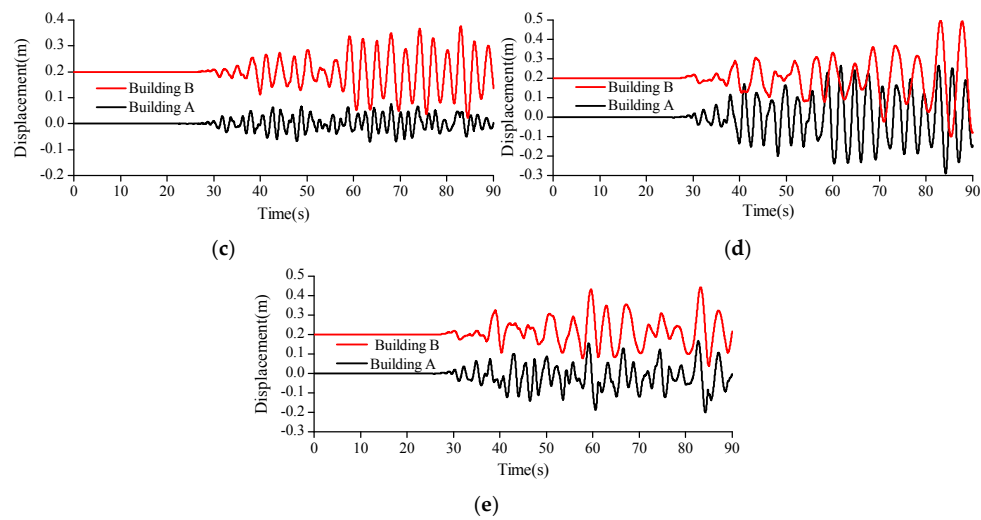 0.4
0.3
0.2
0.1
0.0
-0.1
-0.2
Displacement(m)
Building B
Building A
0 10 20 30 40 50 60 70 80 90
Time(s)
(c)
0.5
0.4
0.3
0.2
0.1
0.0
-0.1
-0.2
-0.3
Displacement(m)
Building B
Building A
0 10 20 30 40 50 60 70 80 90
Time(s)
(d)
0.5
0.4
0.3
0.2
0.1
0.0
-0.1
-0.2
-0.3
Displacement(m)
Building B
Building A
0 10 20 30 40 50 60 70 80 90
Time(s)
(e)